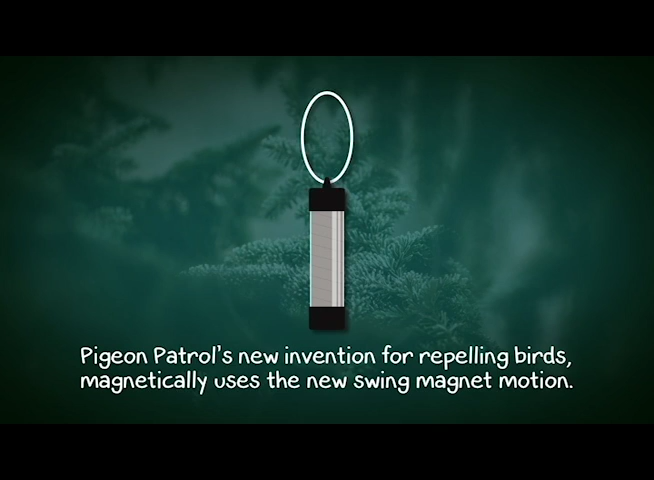 Pigeon Patrol's new invention for repelling birds,
magnetically uses the new swing magnet motion.